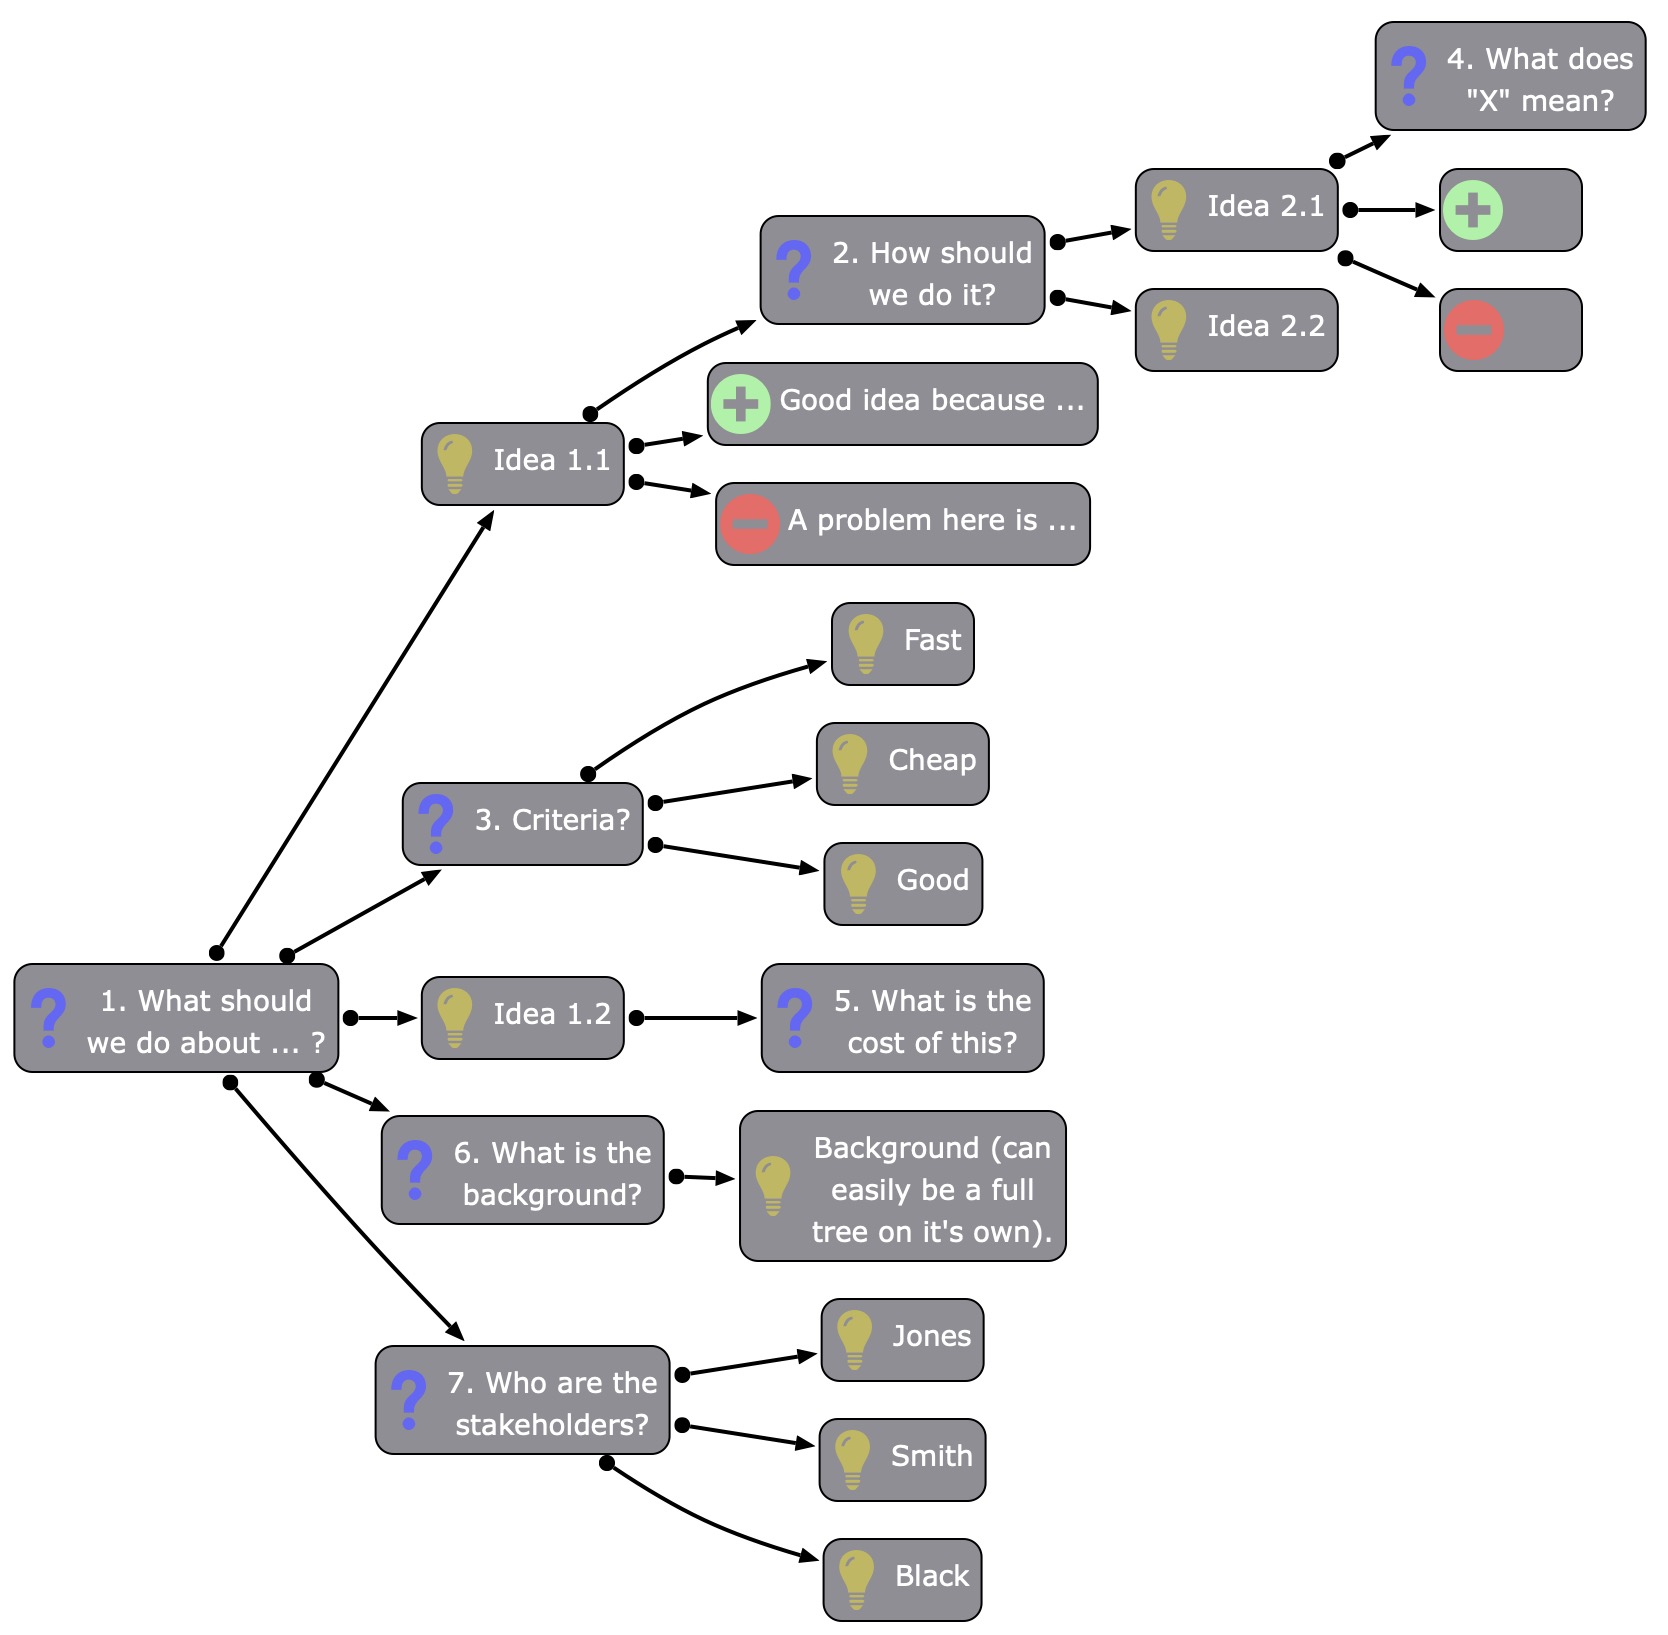 4. What does
"X" mean?
Idea 2.1
2. How should
we do it?
Idea 2.2
Good idea because ...
Idea 1.1
A problem here is ...
Fast
Cheap
3. Criteria?
Good
1. What should
we do about ... ?
Idea 1.2
5. What is the
cost of this?
6. What is the
background?
Background (can
easily be a full
tree on it's own).
Jones
7. Who are the
stakeholders?
Smith
Black